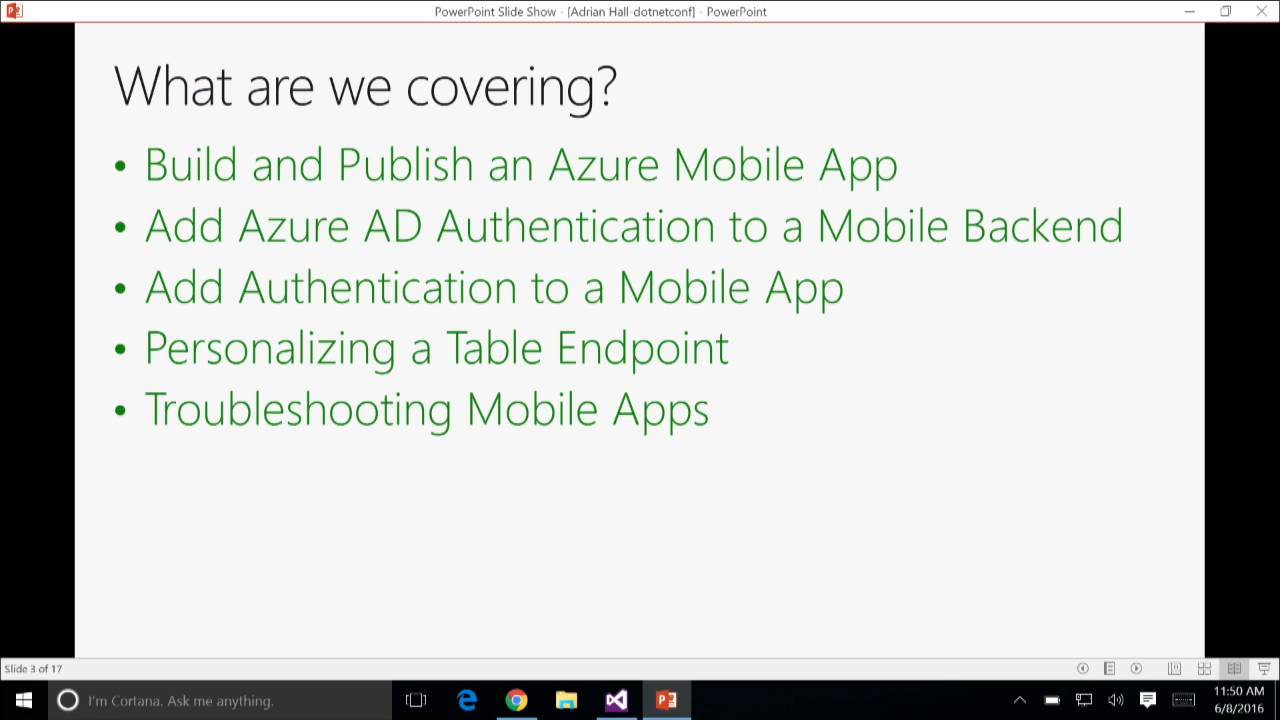 PowerPoint Slide Show - [Adrian Hall-dotnetconf] - PowerPoint
What are we covering?
• Build and Publish an Azure Mobile App
• Add Azure AD Authentication to a Mobile Backend
• Add Authentication to a Mobile App
• Personalizing a Table Endpoint
• Troubleshooting Mobile Apps
Slide 3 of 17
I'm Cortana. Ask me anything.
11:50 AM
6/8/2016